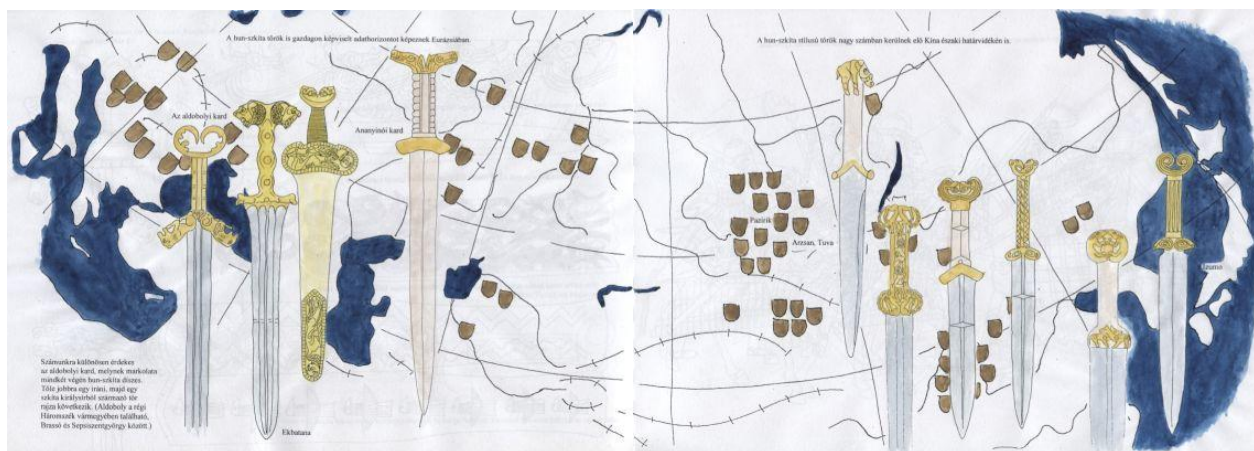 A hun-szkíta tőrök is gazdagon képviselt adathorizontot képeznek Eurázsiában.
A hun-szkíta stílusú tőrök nagy számban kerülnek elő Kína északi határvidékén is.
Az aldobolyi kard
Ananyinói kard
Pazirik
Arzsan, Tuva
Izumo
Számunkra különösen érdekes
az aldobolyi kard, melynek markolata
mindkét végén hun-szkíta díszes.
Tőle jobbra egy iráni, majd egy
szkíta királysírból származó tőr
rajza következik. (Aldoboly a régi
Háromszék vármegyében található,
Brassó és Sepsiszentgyörgy között.)
Ekbatana